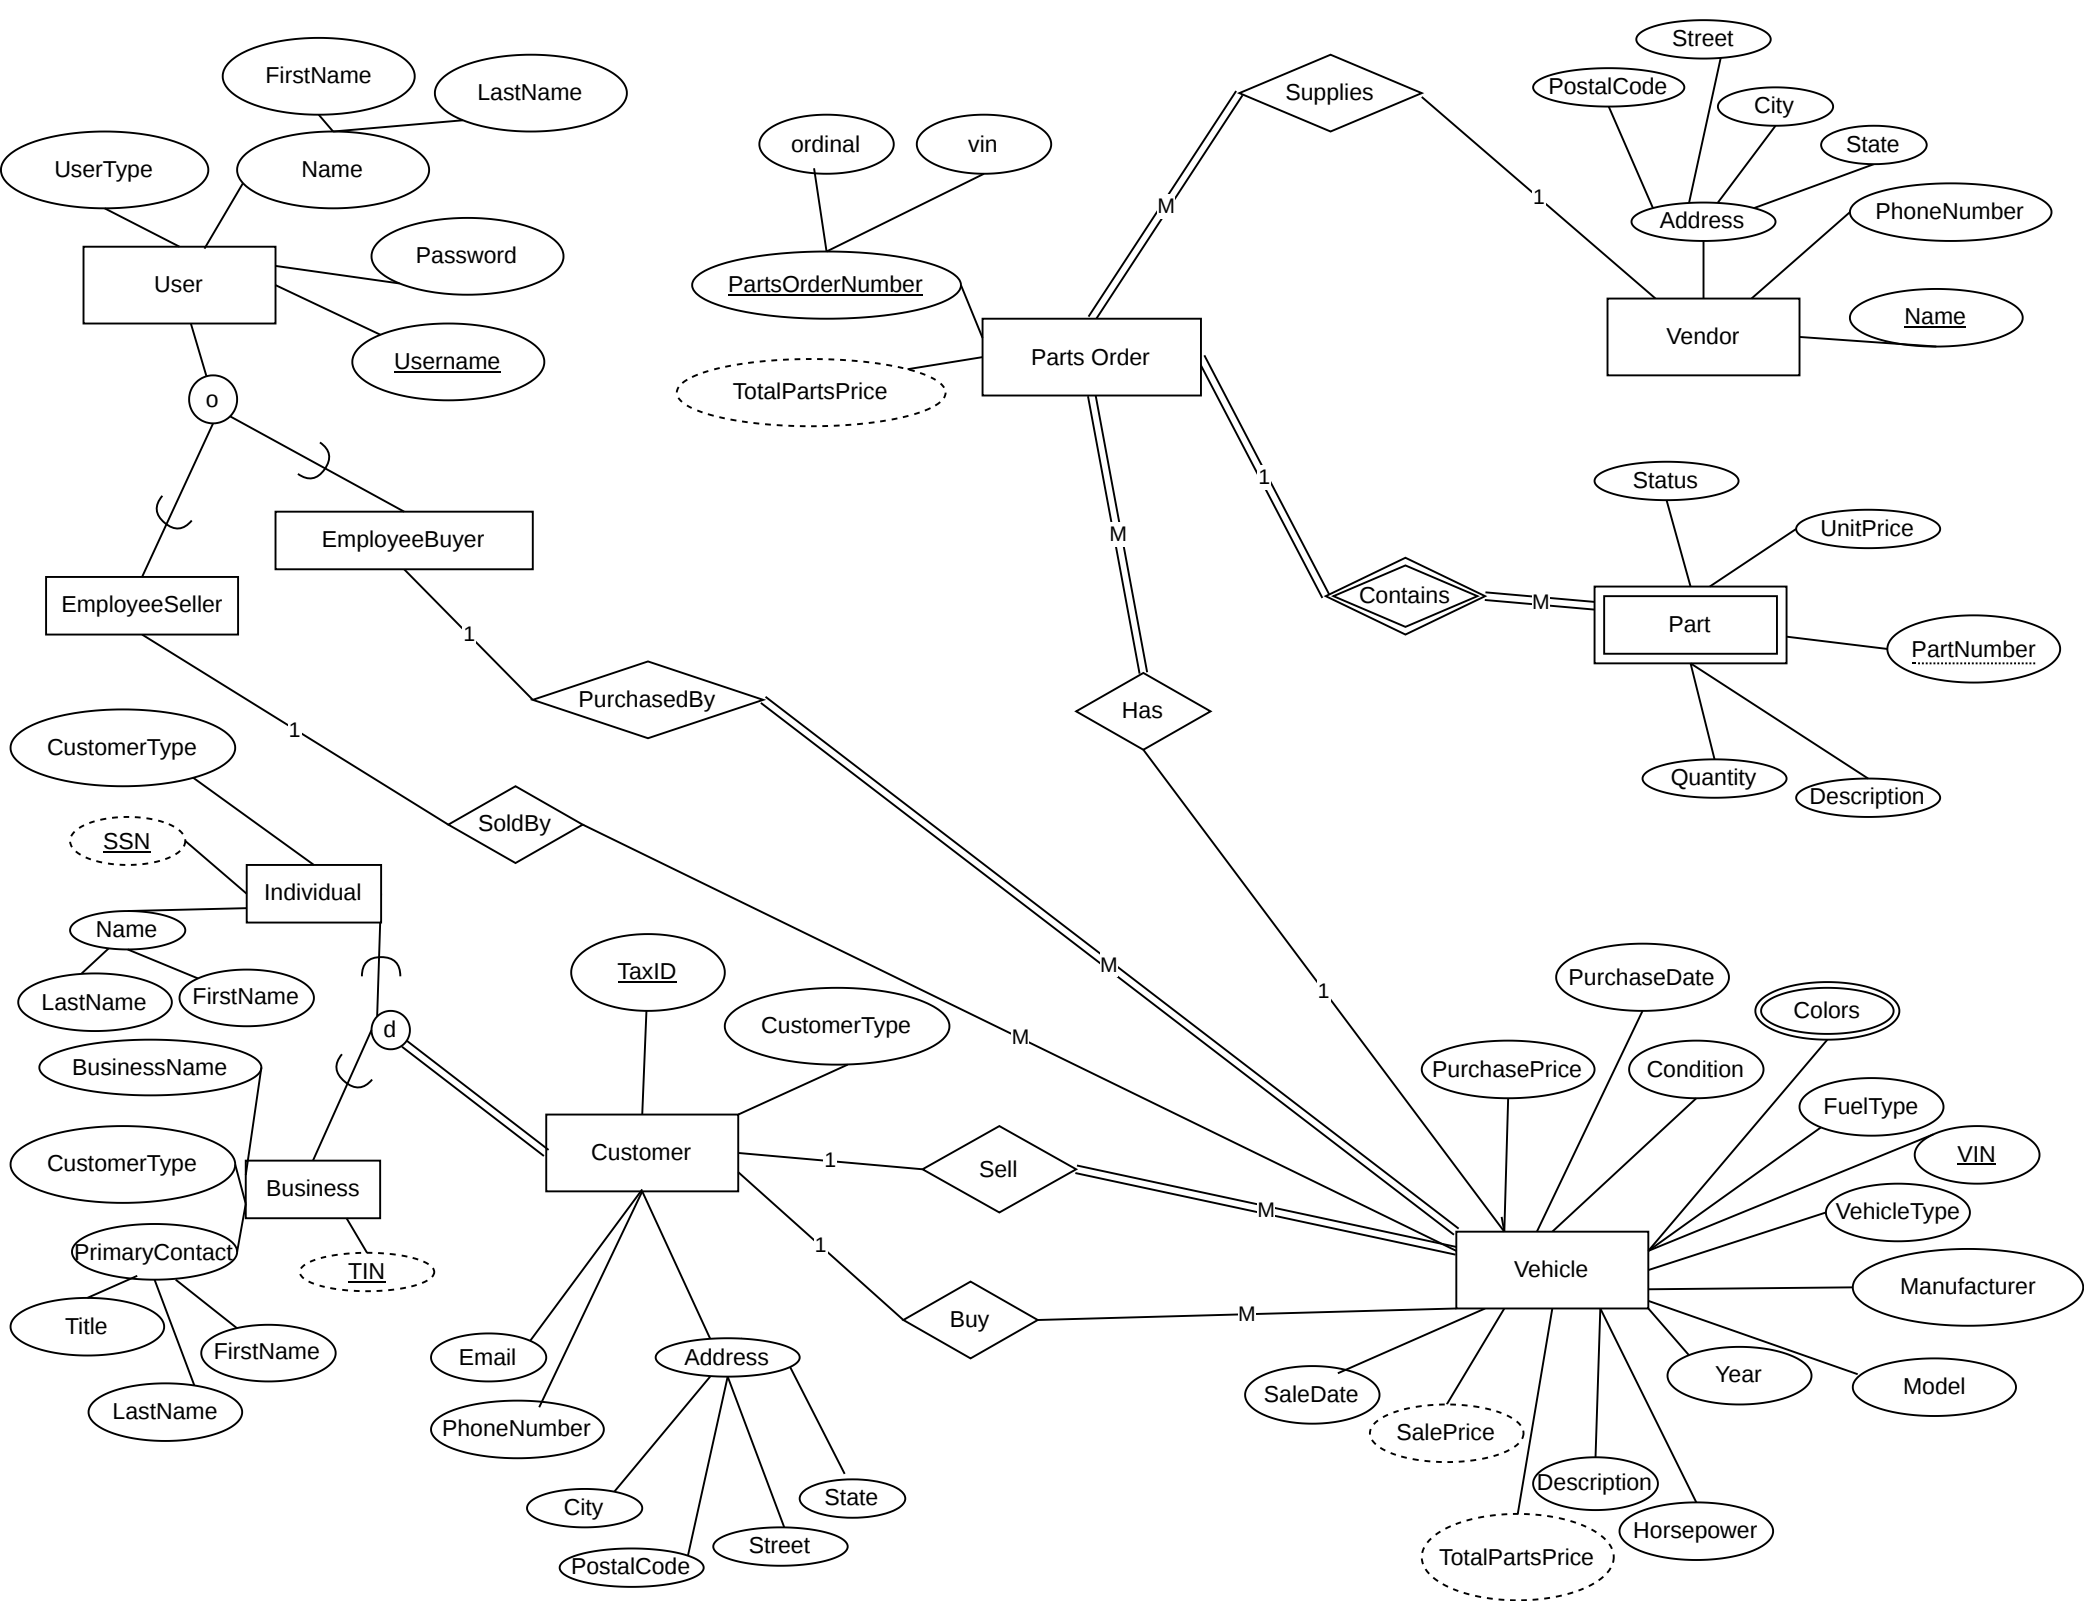 Street
FirstName
PostalCode
LastName
Supplies
City
ordinal
vin
State
UserType
Name
M
1
PhoneNumber
Address
Password
User
PartsOrderNumber
Name
Vendor
Username
Parts Order
TotalPartsPrice
o
1
Status
UnitPrice
M
EmployeeBuyer
Contains
M
EmployeeSeller
Part
1
PartNumber
PurchasedBy
Has
1
CustomerType
Quantity
Description
SoldBy
SSN
Individual
Name
M
TaxID
PurchaseDate
1
LastName
FirstName
Colors
CustomerType
d
M
BusinessName
PurchasePrice
Condition
FuelType
Customer
VIN
CustomerType
1
Sell
Business
M
VehicleType
1
PrimaryContact
TIN
Vehicle
Manufacturer
M
Buy
Title
FirstName
Email
Address
Year
SaleDate
Model
LastName
PhoneNumber
SalePrice
Description
State
City
Horsepower
Street
TotalPartsPrice
PostalCode